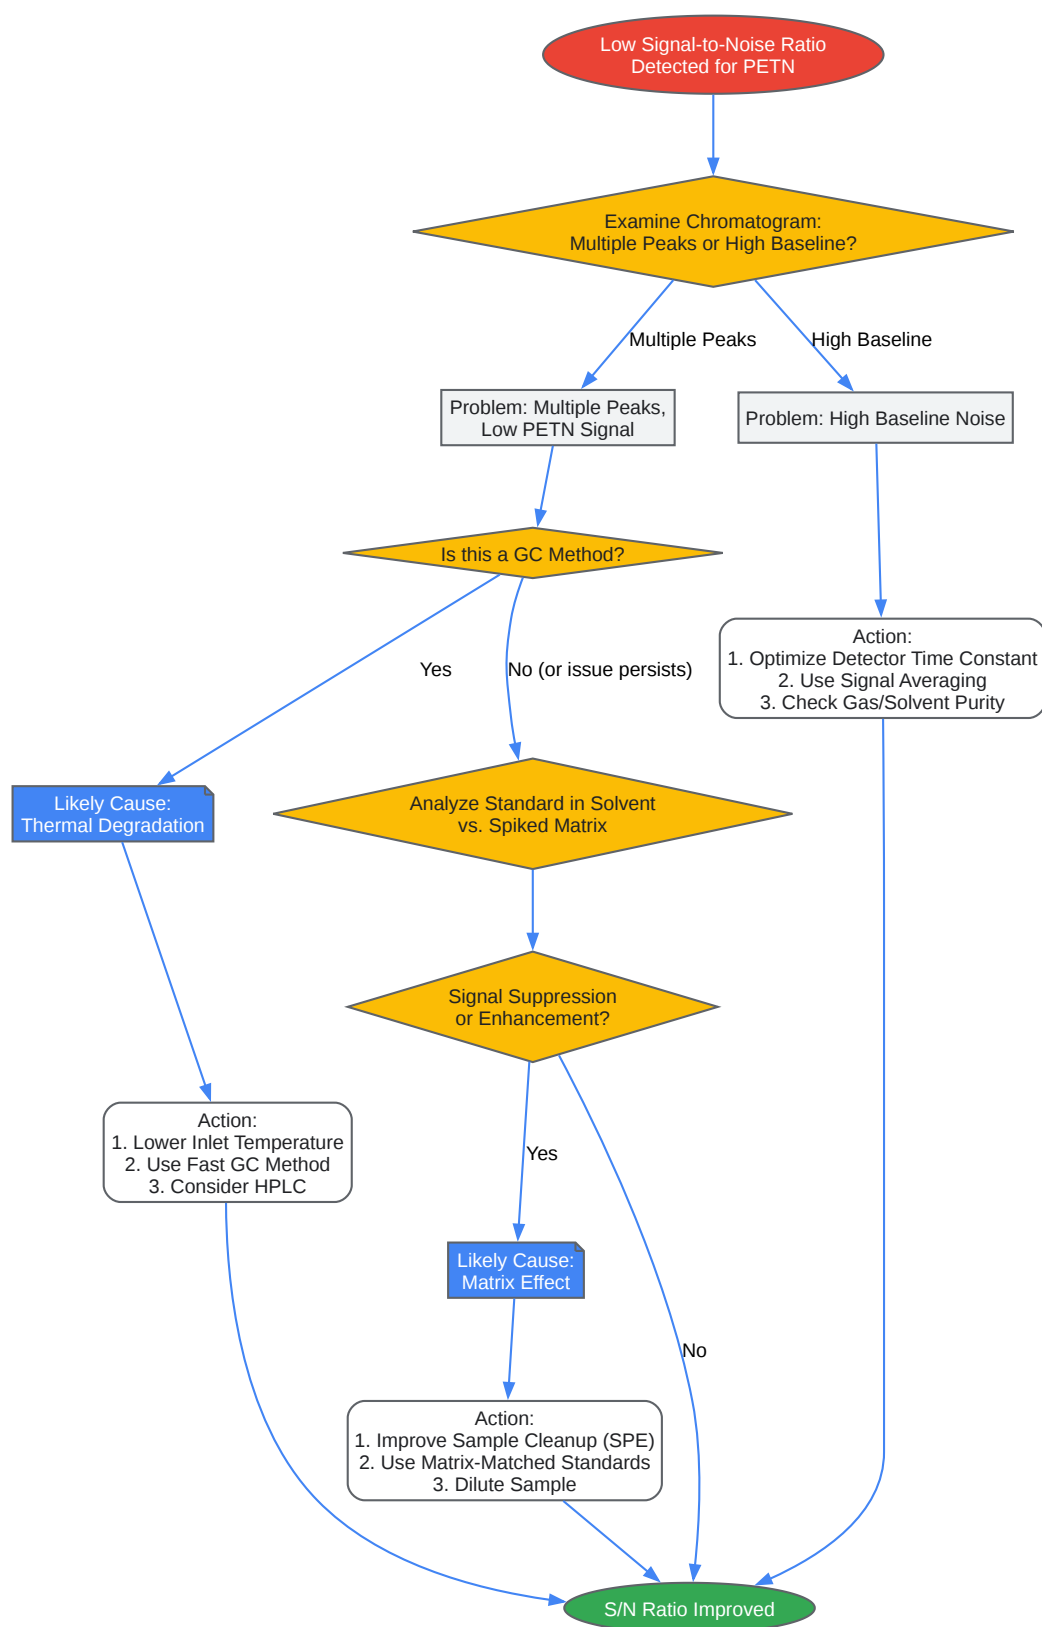 Low Signal-to-Noise Ratio
Detected for PETN
Examine Chromatogram:
Multiple Peaks or High Baseline?
Multiple Peaks
High Baseline
Problem: Multiple Peaks,
Low PETN Signal
Problem: High Baseline Noise
Is this a GC Method?
Yes
No (or issue persists)
Action:
1. Optimize Detector Time Constant
2. Use Signal Averaging
3. Check Gas/Solvent Purity
Likely Cause:
Thermal Degradation
Analyze Standard in Solvent
vs. Spiked Matrix
Signal Suppression
or Enhancement?
Action:
1. Lower Inlet Temperature
2. Use Fast GC Method
3. Consider HPLC
Yes
Likely Cause:
Matrix Effect
No
Action:
1. Improve Sample Cleanup (SPE)
2. Use Matrix-Matched Standards
3. Dilute Sample
S/N Ratio Improved